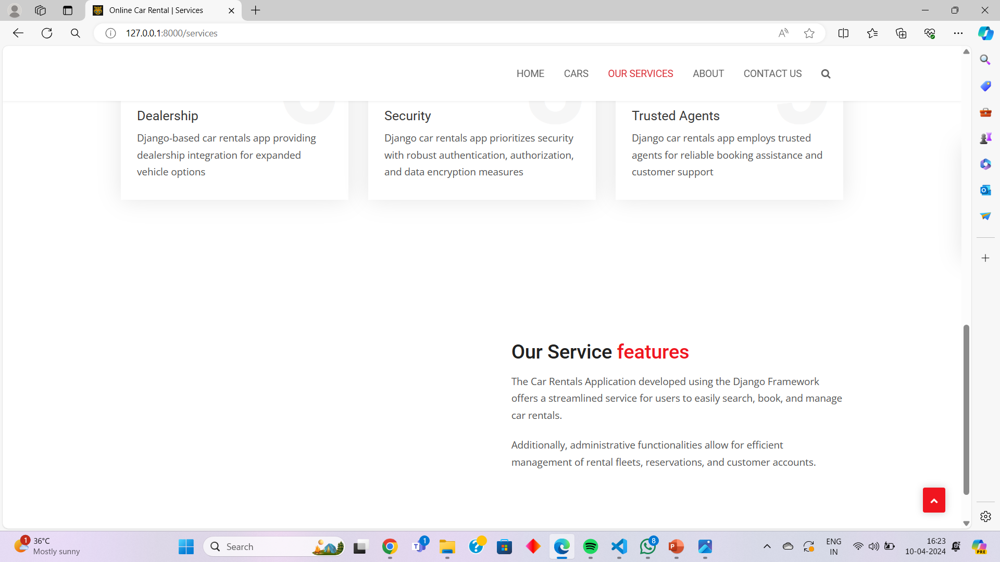 Online Car Rental | Services
127.0.0.1:8000/services
HOME CARS OUR SERVICES ABOUT CONTACT US
Dealership
Django-based car rentals app providing
dealership integration for expanded
vehicle options
Security
Django car rentals app prioritizes security
with robust authentication, authorization,
and data encryption measures
Trusted Agents
Django car rentals app employs trusted
agents for reliable booking assistance and
customer support
Our Service features
The Car Rentals Application developed using the Django Framework
offers a streamlined service for users to easily search, book, and manage
car rentals.
Additionally, administrative functionalities allow for efficient
management of rental fleets, reservations, and customer accounts.
1
36°C
Mostly sunny
Search
1
8
ENG
IN
16:23
10-04-2024
PRE